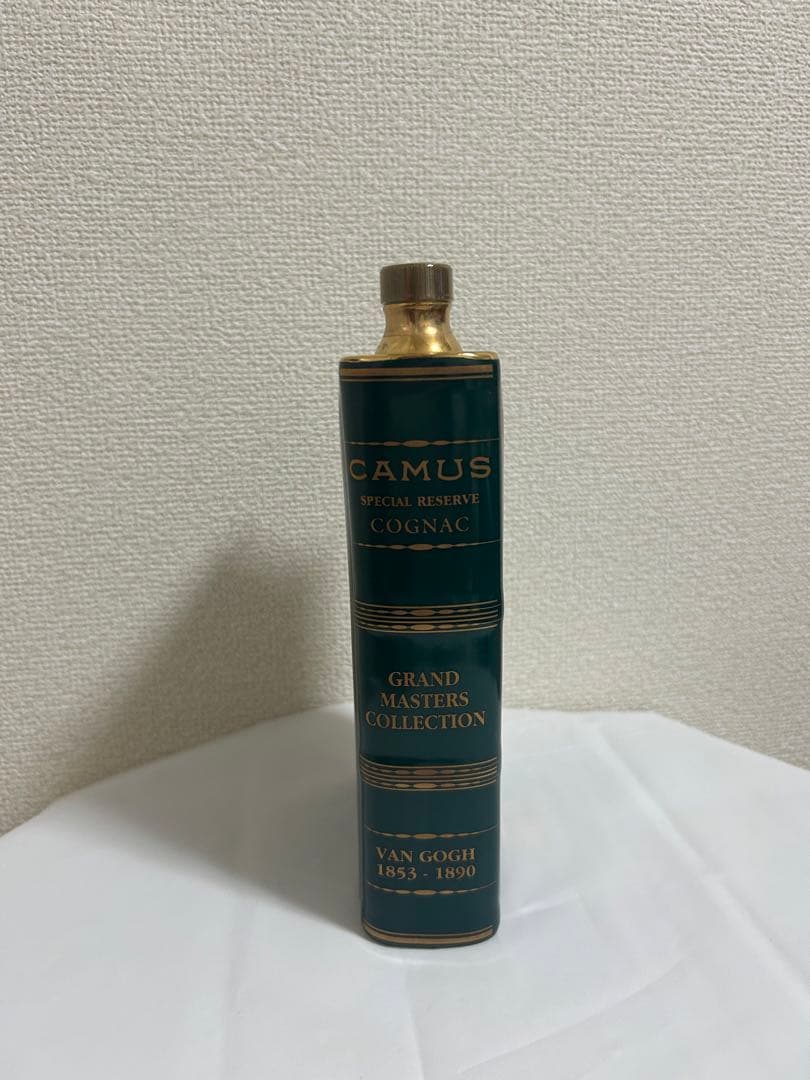 CAMUS
SPECIAL RESERVE
COGNAC
GRAND
MASTERS
COLLECTION
VAN GOGH
1853 - 1890